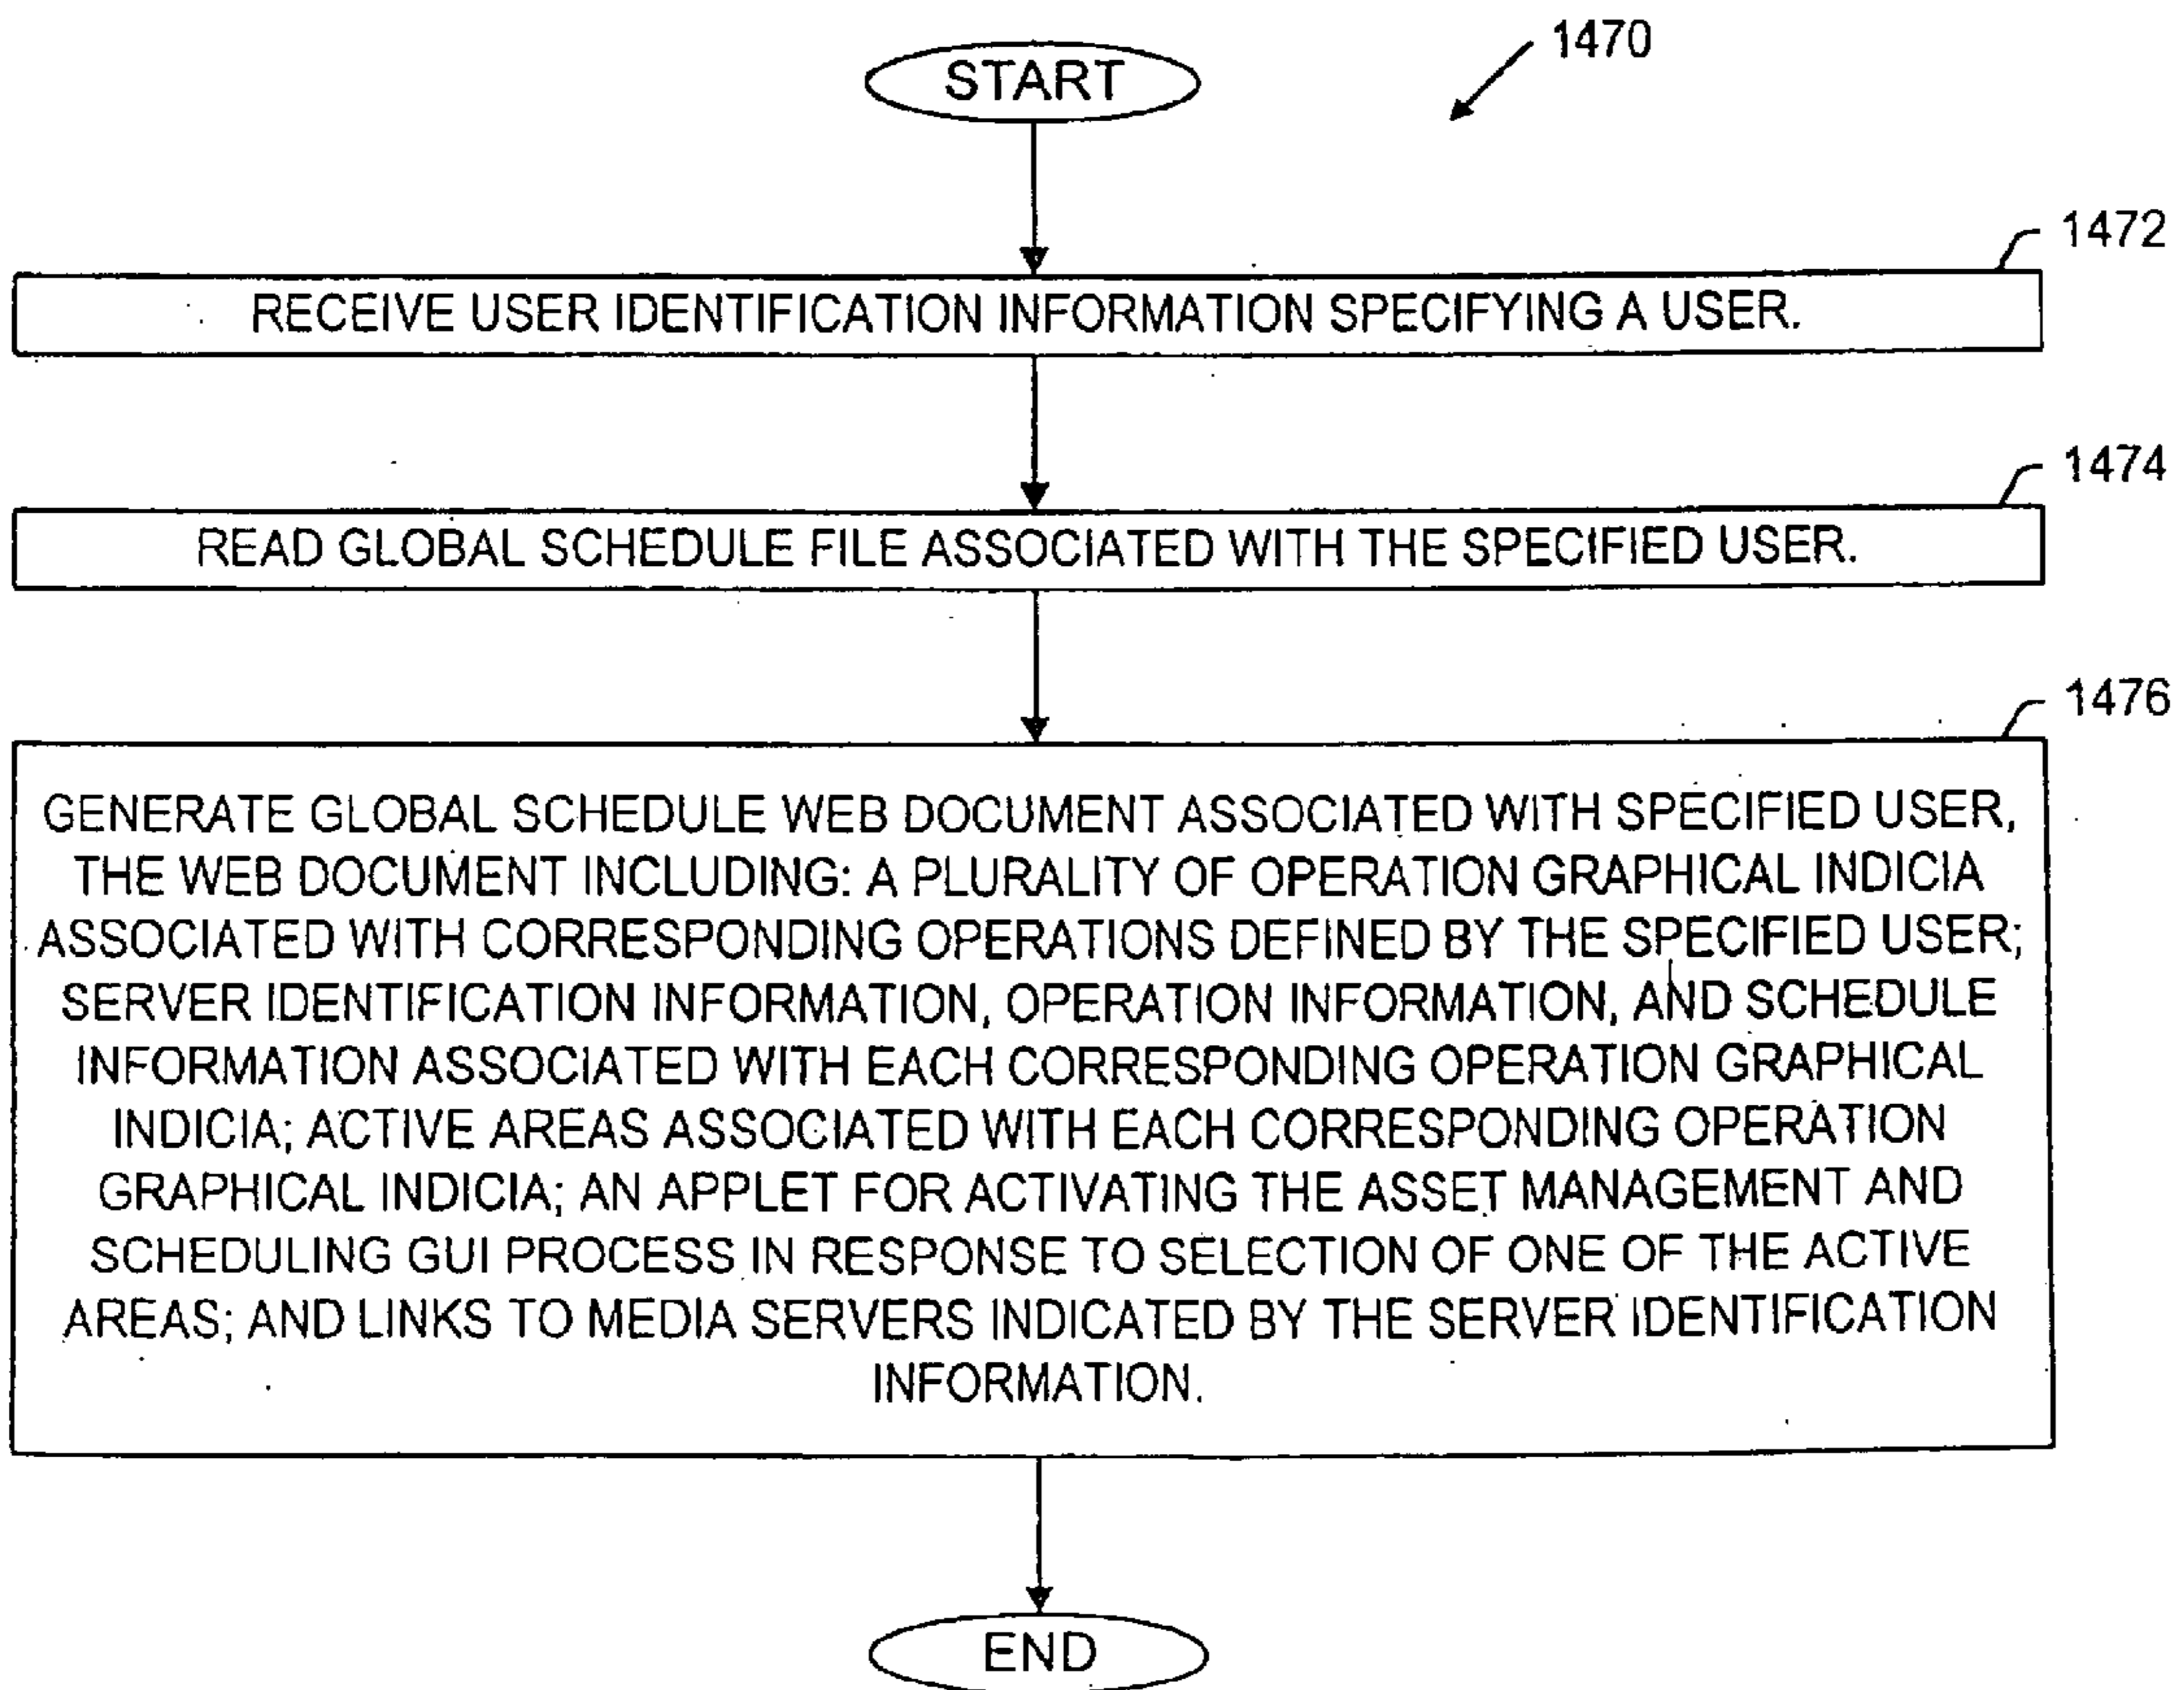 START
1470
1472
RECEIVE USER IDENTIFICATION INFORMATION SPECIFYING A USER.
1474
READ GLOBAL SCHEDULE FILE ASSOCIATED WITH THE SPECIFIED USER.
1476
GENERATE GLOBAL SCHEDULE WEB DOCUMENT ASSOCIATED WITH SPECIFIED USER,
THE WEB DOCUMENT INCLUDING: A PLURALITY OF OPERATION GRAPHICAL INDICIA
ASSOCIATED WITH CORRESPONDING OPERATIONS DEFINED BY THE SPECIFIED USER;
SERVER IDENTIFICATION INFORMATION, OPERATION INFORMATION, AND SCHEDULE
INFORMATION ASSOCIATED WITH EACH CORRESPONDING OPERATION GRAPHICAL
INDICIA; ACTIVE AREAS ASSOCIATED WITH EACH CORRESPONDING OPERATION
GRAPHICAL INDICIA; AN APPLET FOR ACTIVATING THE ASSET MANAGEMENT AND
SCHEDULING GUI PROCESS IN RESPONSE TO SELECTION OF ONE OF THE ACTIVE
AREAS; AND LINKS TO MEDIA SERVERS INDICATED BY THE SERVER IDENTIFICATION
INFORMATION.
END